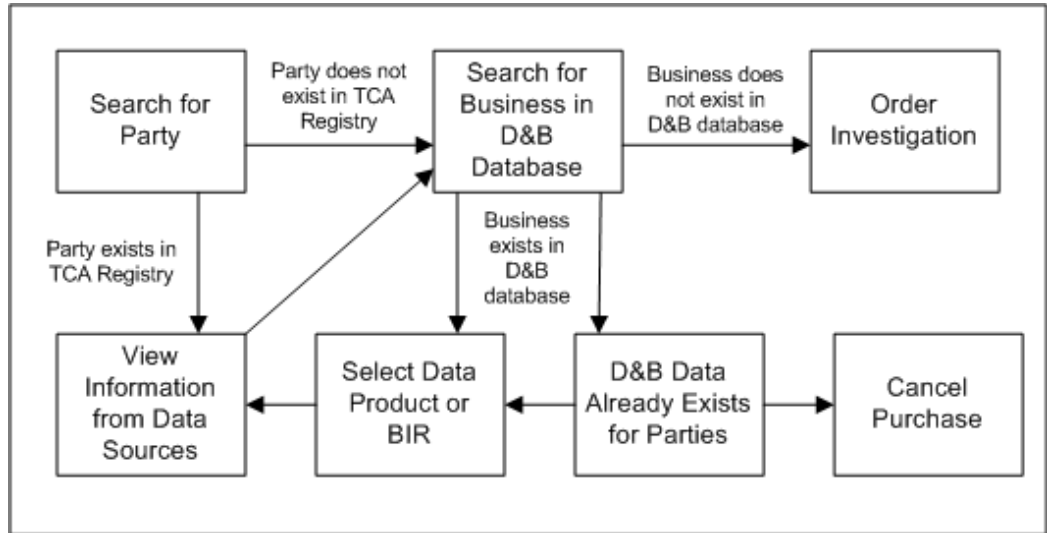 Search for
Party
Party does not
exist in TCA
Registry
Search for
Business in
D&B
Database
Business does
not exist in
D&B database
Order
Investigation
Party exists in
TCA Registry
Business
exists in
D&B
database
View
Information
from Data
Sources
Select Data
Product or
BIR
D&B Data
Already Exists
for Parties
Cancel
Purchase